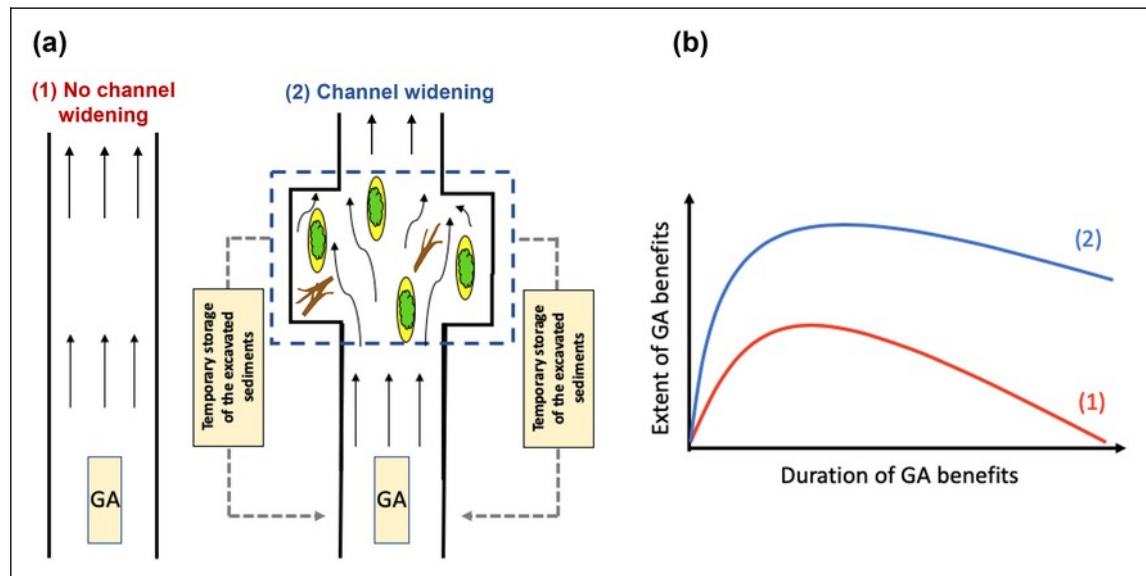 (a)
(1) No channel
widening
(2) Channel widening
Temporary storage
of the excavated
sediments
Temporary storage
of the excavated
sediments
GA
GA
(b)
Extent of GA benefits
(2)
(1)
Duration of GA benefits